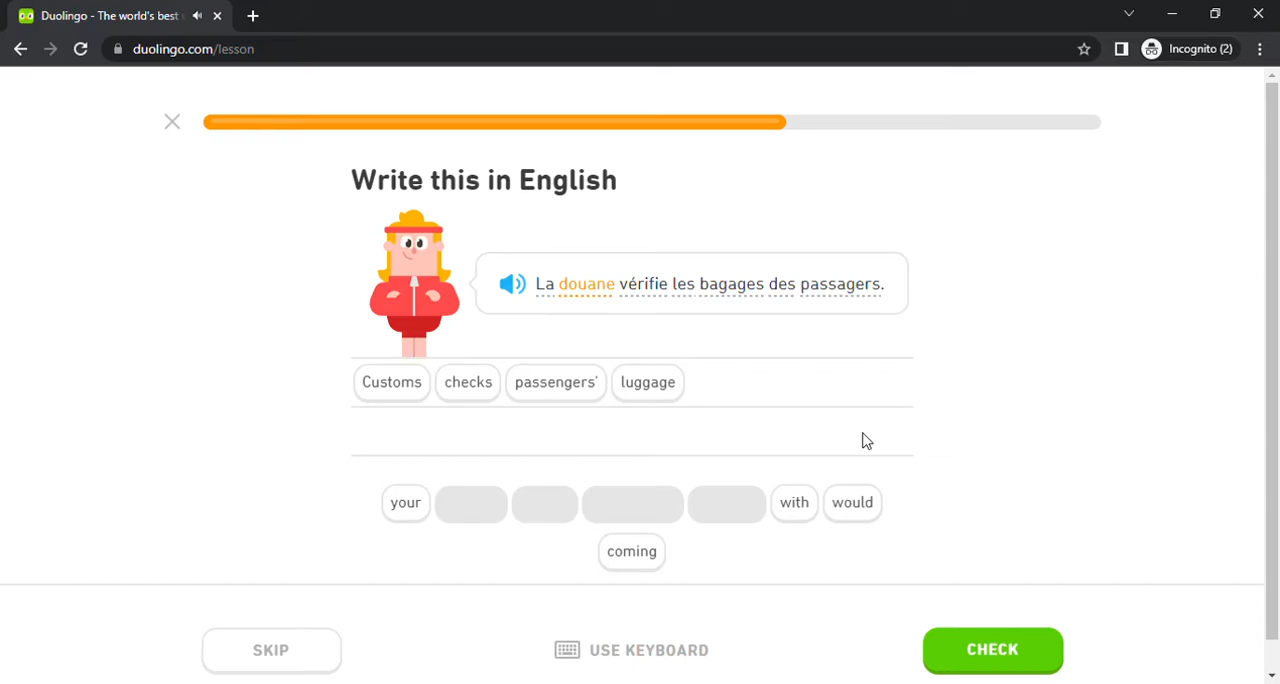 Duolingo - The world's best
duolingo.com/lesson
Incognito (2)
Write this in English
La douane vérifie les bagages des passagers.
Customs checks passengers' luggage
your with would
coming
SKIP USE KEYBOARD CHECK